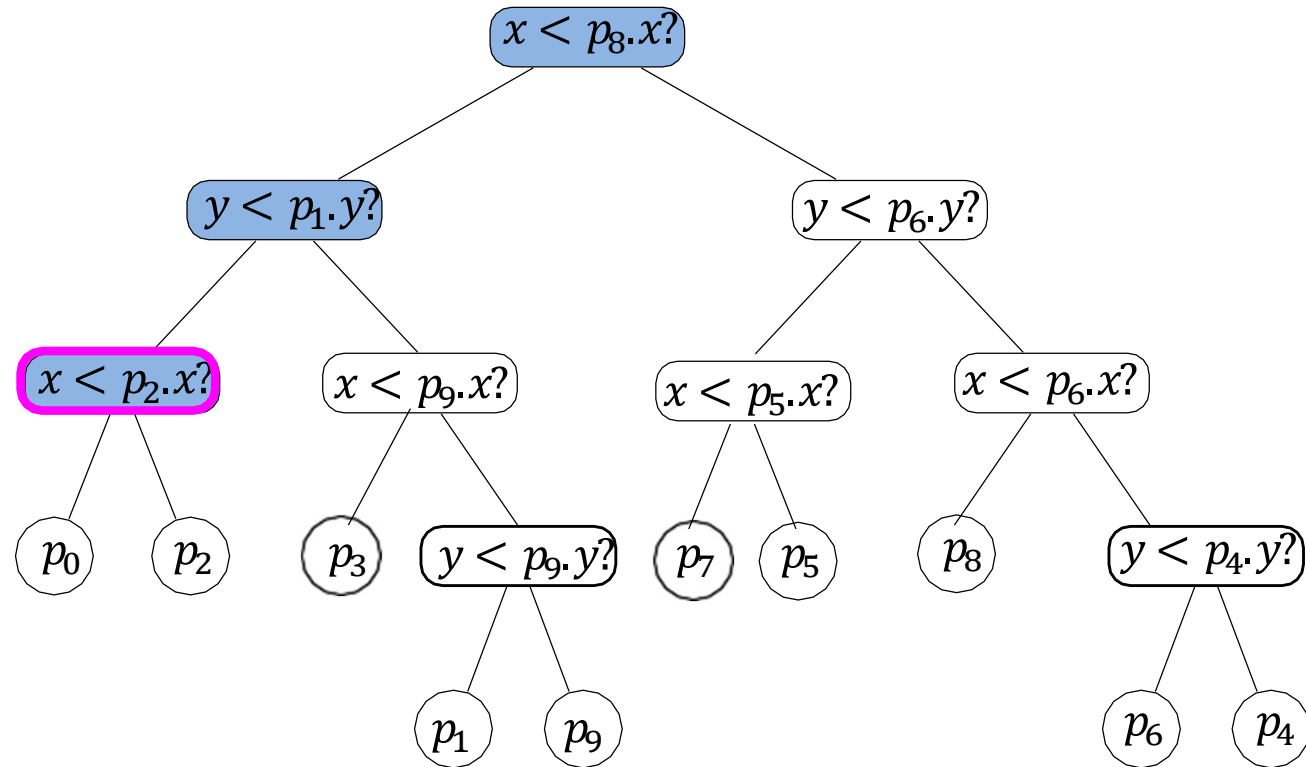 x < p₈.x?
y < p₁.y?
y < p₆.y?
x < p₂.x?
x < p₉.x?
x < p₅.x?
x < p₆.x?
p₀
p₂
p₃
y < p₉.y?
p₇
p₅
p₈
y < p₄.y?
p₁
p₉
p₆
p₄